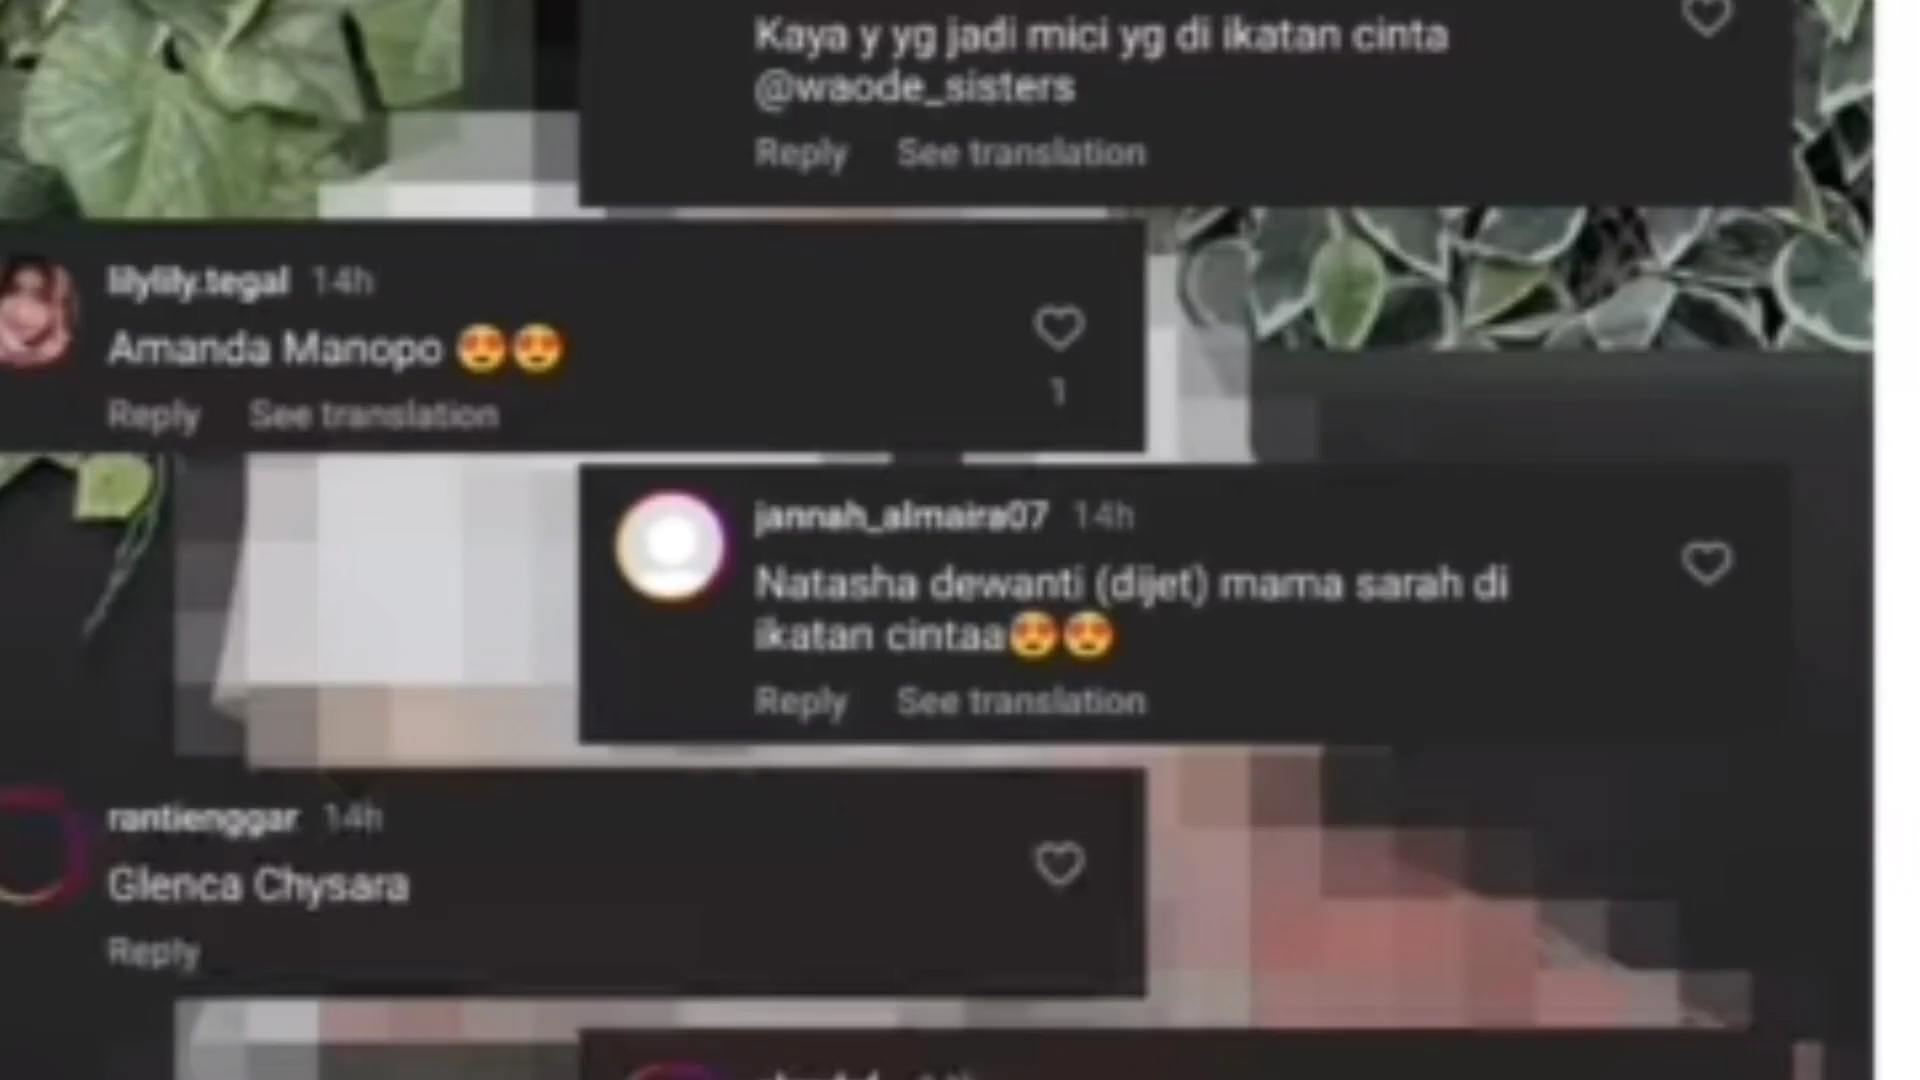 Kaya y yg jadi mici yg di ikatan cinta
@waode_sisters
Reply See translation
lilylily.tegal 14h
Amanda Manopo 😍😍
1
Reply See translation
jannah_almaira07 14h
Natasha dewanti (dijet) mama sarah di
ikatan cintaa😍😍
Reply See translation
rantienggar 14h
Glenca Chysara
Reply